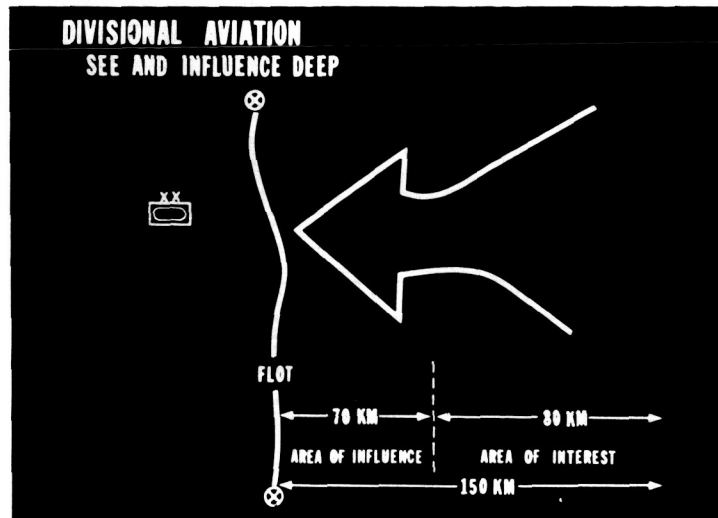 DIVISIONAL AVIATION
SEE AND INFLUENCE DEEP
XX
FLOT
70 KM
80 KM
AREA OF INFLUENCE
AREA OF INTEREST
150 KM